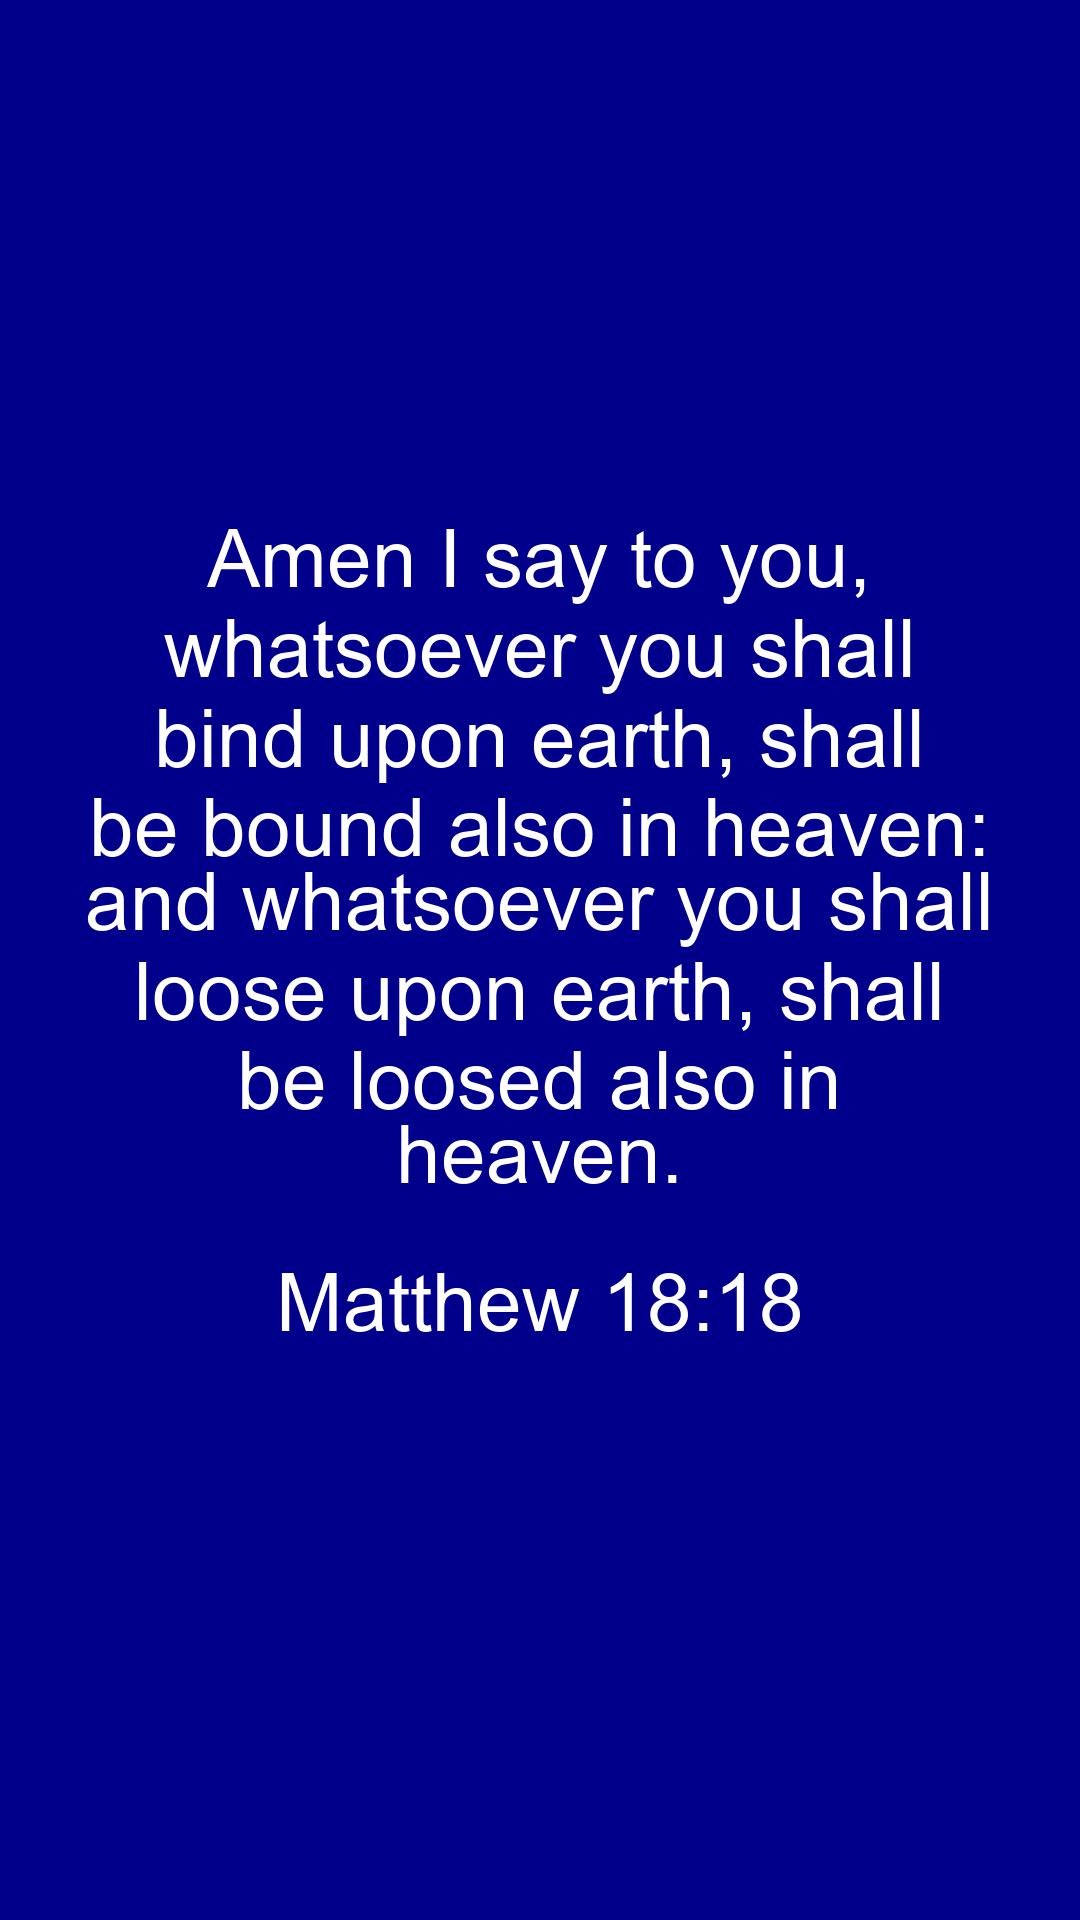 Amen I say to you,
whatsoever you shall
bind upon earth, shall
be bound also in heaven:
and whatsoever you shall
loose upon earth, shall
be loosed also in
heaven.
Matthew 18:18